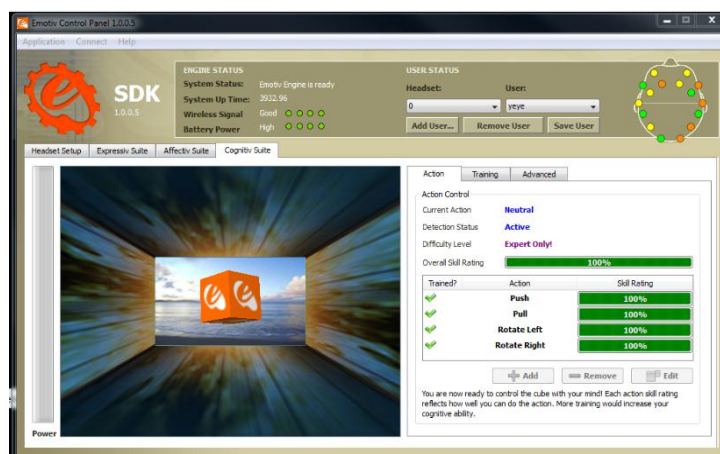 Emotiv Control Panel 1.0.0.5
Application Connect Help
SDK
1.0.0.5
ENGINE STATUS
System Status: Emotiv Engine is ready
System Up Time: 3932.96
Wireless Signal Good
Battery Power High
USER STATUS
Headset: User:
0 yeye
Add User... Remove User Save User
Headset Setup Expressiv Suite Affectiv Suite Cognitiv Suite
Power
Action Training Advanced
Action Control
Current Action Neutral
Detection Status Active
Difficulty Level Expert Only!
Overall Skill Rating 100%
Trained? Action Skill Rating
Push 100%
Pull 100%
Rotate Left 100%
Rotate Right 100%
Add Remove Edit
You are now ready to control the cube with your mind! Each action skill rating
reflects how well you can do the action. More training would increase your
cognitive ability.